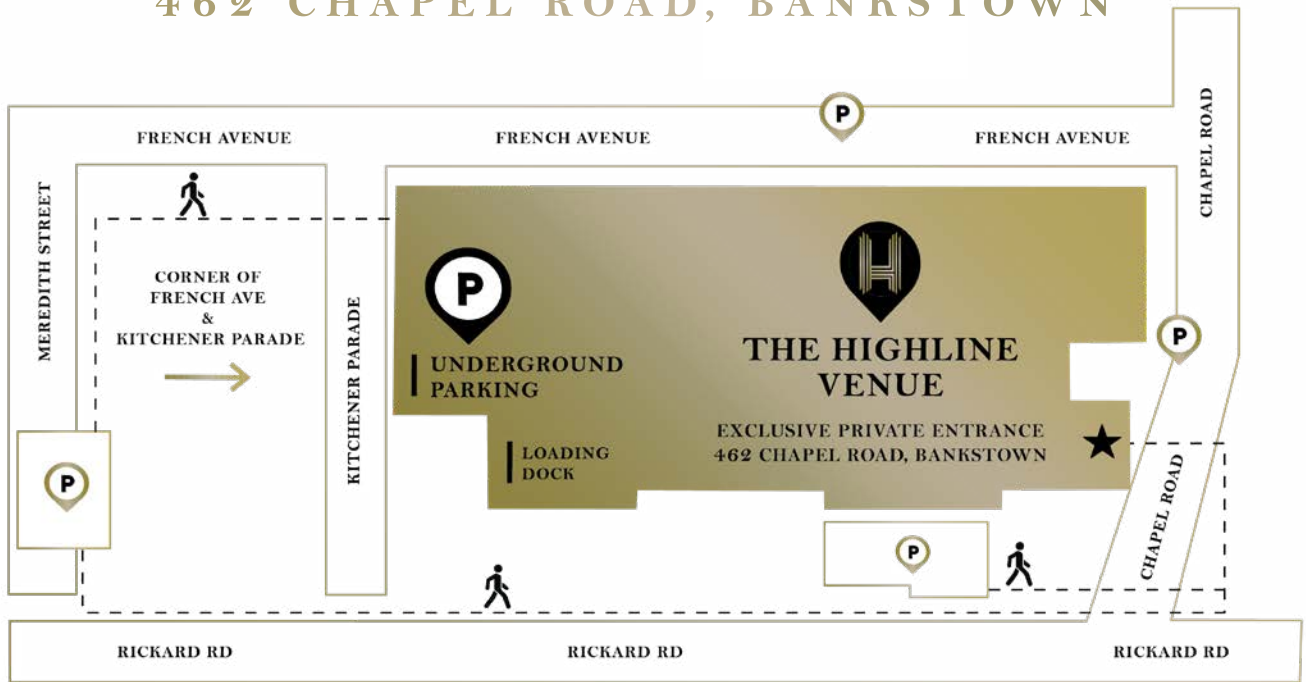 462 CHAPEL ROAD, BANKSTOWN
P
FRENCH AVENUE
FRENCH AVENUE
FRENCH AVENUE
CHAPEL ROAD
MEREDITH STREET
CORNER OF
FRENCH AVE
&
KITCHENER PARADE
KITCHENER PARADE
P
UNDERGROUND
PARKING
LOADING
DOCK
H
THE HIGHLINE
VENUE
EXCLUSIVE PRIVATE ENTRANCE
462 CHAPEL ROAD, BANKSTOWN
P
CHAPEL ROAD
P
P
RICKARD RD
RICKARD RD
RICKARD RD